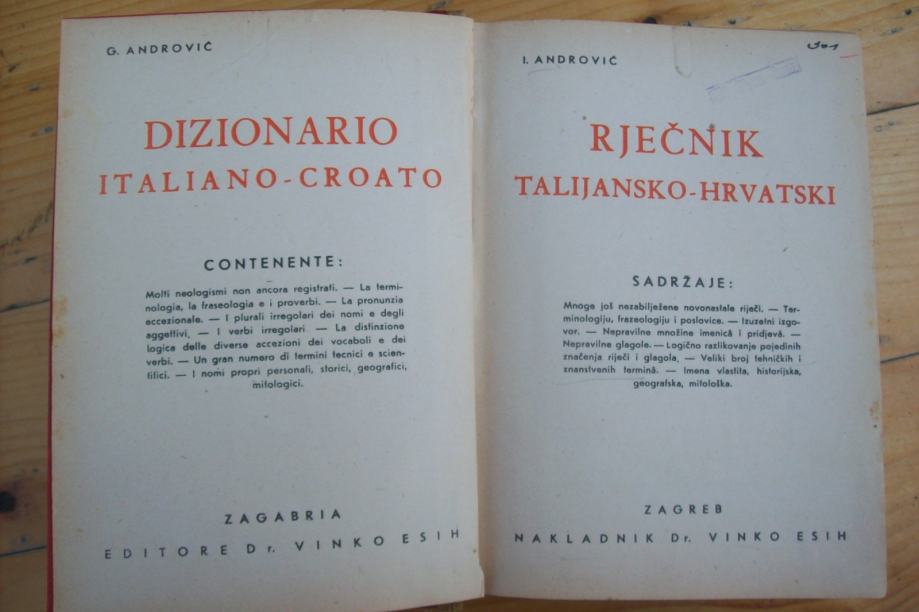 G. ANDROVIĆ
DIZIONARIO
ITALIANO-CROATO
CONTENENTE:
Molti neologismi non ancora registrati. — La termi-
nologia, la fraseologia e i proverbi. — La pronunzia
eccezionale. — I plurali irregolari dei nomi e degli
aggettivi. — I verbi irregolari — La distinzione
logica delle diverse accezioni dei vocaboli e dei
verbi. — Un gran numero di termini tecnici e scien-
tifici. — I nomi propri personali, storici, geografici,
mitologici.
ZAGABRIA
EDITORE Dr. VINKO ESIH
I. ANDROVIĆ
RJEČNIK
TALIJANSKO-HRVATSKI
SADRŽAJE:
Mnoge još nezabilježene novonastale riječi. — Ter-
minologiju, frazeologiju i poslovice. — Izuzetni izgo-
vor. — Nepravilne množine imenicâ i pridjevâ. —
Nepravilne glagole. — Logično razlikovanje pojedinih
značenja riječi i glagola. — Veliki broj tehničkih i
znanstvenih terminâ. — Imena vlastita, historijska,
geografska, mitološka.
ZAGREB
NAKLADNIK Dr. VINKO ESIH